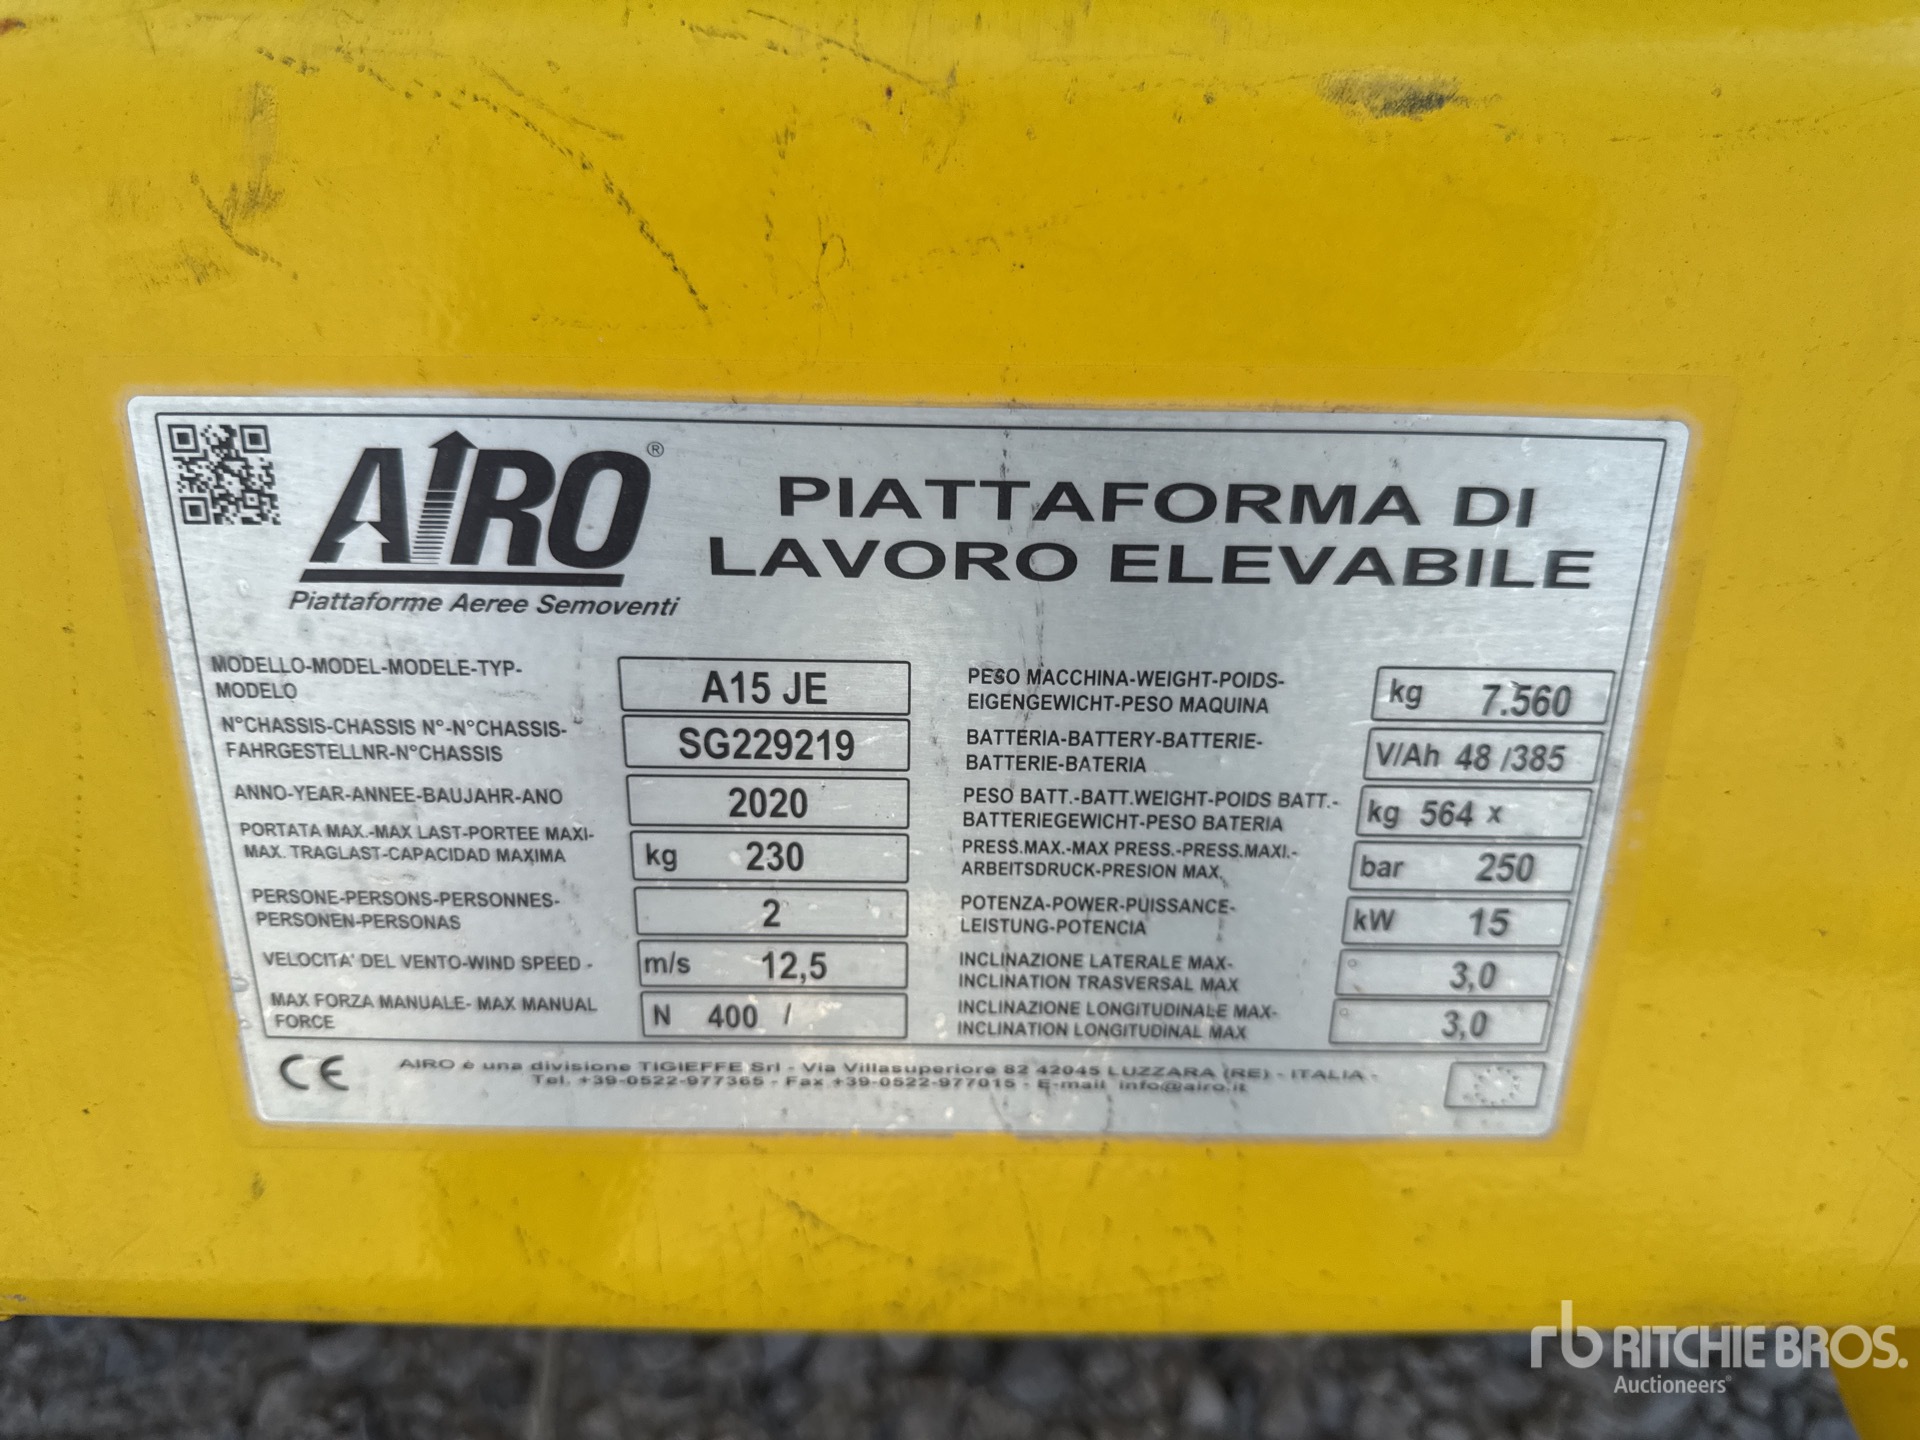 AIRO®
Piattaforme Aeree Semoventi
PIATTAFORMA DI
LAVORO ELEVABILE
MODELLO-MODEL-MODELE-TYP-
MODELO
A15 JE
N°CHASSIS-CHASSIS N°-N°CHASSIS-
FAHRGESTELLNR-N°CHASSIS
SG229219
ANNO-YEAR-ANNEE-BAUJAHR-ANO
2020
PORTATA MAX.-MAX LAST-PORTEE MAXI-
MAX. TRAGLAST-CAPACIDAD MAXIMA
kg 230
PERSONE-PERSONS-PERSONNES-
PERSONEN-PERSONAS
2
VELOCITA' DEL VENTO-WIND SPEED -
m/s 12,5
MAX FORZA MANUALE- MAX MANUAL
FORCE
N 400 /
PESO MACCHINA-WEIGHT-POIDS-
EIGENGEWICHT-PESO MAQUINA
kg 7.560
BATTERIA-BATTERY-BATTERIE-
BATTERIE-BATERIA
V/Ah 48 /385
PESO BATT.-BATT.WEIGHT-POIDS BATT.-
BATTERIEGEWICHT-PESO BATERIA
kg 564 x
PRESS.MAX.-MAX PRESS.-PRESS.MAXI.-
ARBEITSDRUCK-PRESION MAX.
bar 250
POTENZA-POWER-PUISSANCE-
LEISTUNG-POTENCIA
kW 15
INCLINAZIONE LATERALE MAX-
INCLINATION TRASVERSAL MAX
° 3,0
INCLINAZIONE LONGITUDINALE MAX-
INCLINATION LONGITUDINAL MAX
° 3,0
CE
AIRO è una divisione TIGIEFFE Srl - Via Villasuperiore 82 42045 LUZZARA (RE) - ITALIA -
Tel. +39-0522-977365 - Fax +39-0522-977015 - E-mail info@airo.it
rb RITCHIE BROS.
Auctioneers